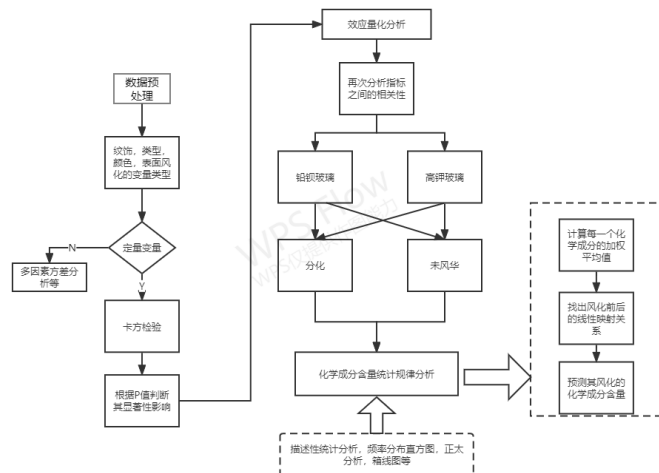 数据预
处理
纹饰，类型，
颜色，表面风
化的变量类型
定量变量
N
多因素方差分
析等
Y
卡方检验
根据P值判断
其显著性影响
效应量化分析
再次分析指标
之间的相关性
铅钡玻璃
高钾玻璃
分化
未风华
化学成分含量统计规律分析
描述性统计分析，频率分布直方图，正太
分析，箱线图等
计算每一个化
学成分的加权
平均值
找出风化前后
的线性映射关
系
预测其风化的
化学成分含量
WPS Flow